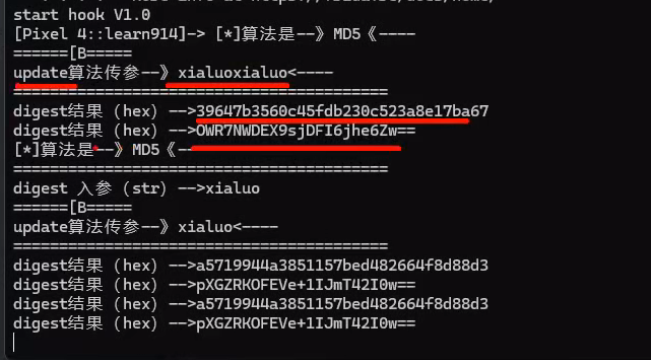 start hook V1.0
[Pixel 4::learn914]-> [*]算法是--》MD5《----
======[B=====
update算法传参--》xialuoxialuo<----
========================================
digest结果 (hex) -->39647b3560c45fdb230c523a8e17ba67
digest结果 (hex) -->OWR7NWDEX9sjDFI6jhe6Zw==
[*]算法是--》MD5《--
========================================
digest 入参 (str) -->xialuo
======[B=====
update算法传参--》xialuo<----
========================================
digest结果 (hex) -->a5719944a3851157bed482664f8d88d3
digest结果 (hex) -->pXGZRKOFEVe+1IJmT42I0w==
digest结果 (hex) -->a5719944a3851157bed482664f8d88d3
digest结果 (hex) -->pXGZRKOFEVe+1IJmT42I0w==